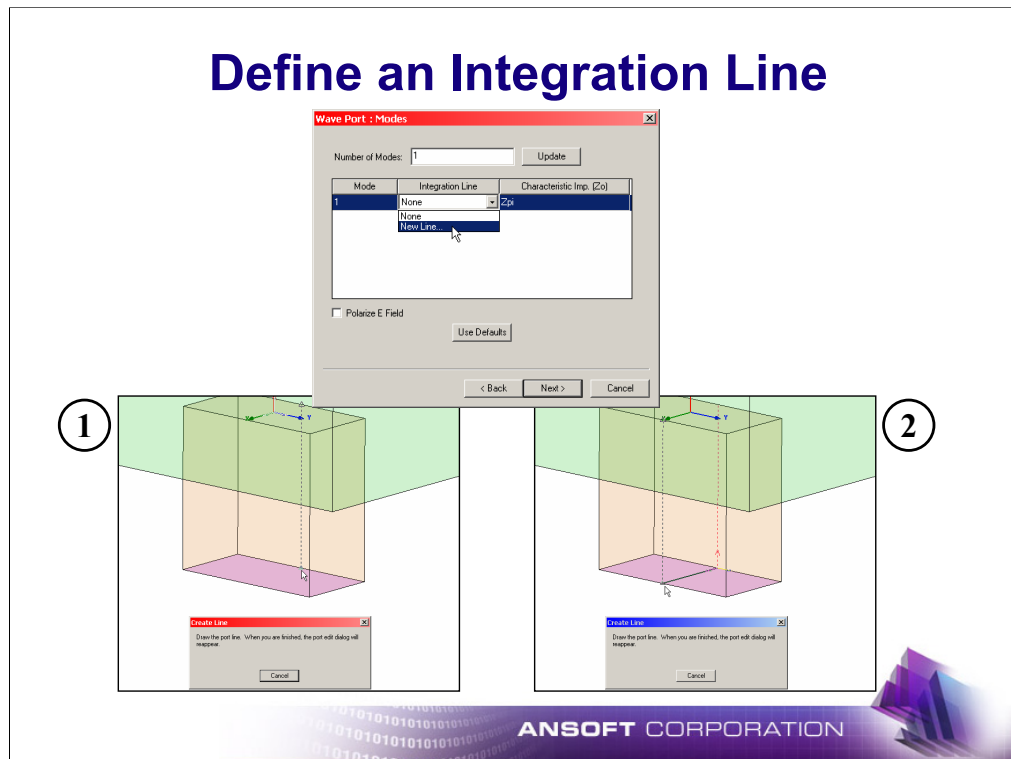 Define an Integration Line
Wave Port : Modes
Number of Modes: 1 Update
Mode Integration Line Characteristic Imp. (Zo)
1 None Zpi
None
New Line...
Polarize E Field
Use Defaults
< Back Next > Cancel
1
Y
Create Line
Draw the port line. When you are finished, the port edit dialog will
reappear.
Cancel
2
Y
Create Line
Draw the port line. When you are finished, the port edit dialog will
reappear.
Cancel
ANSOFT CORPORATION